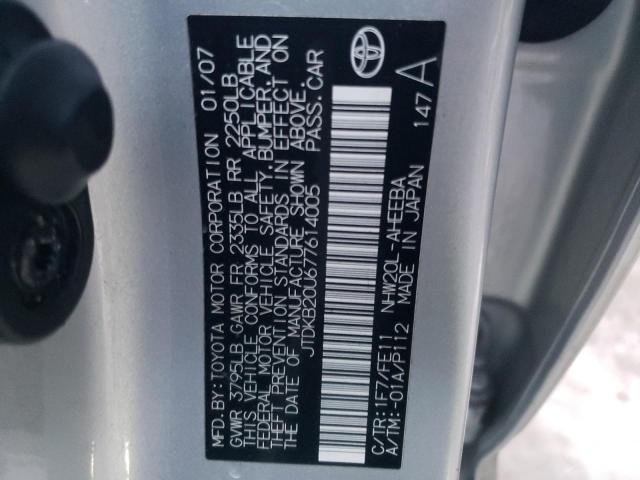 MFD.BY:TOYOTA MOTOR CORPORATION 01/07
GVWR 3795LB GAWR FR 2335LB RR 2250LB
THIS VEHICLE CONFORMS TO ALL APPLICABLE
FEDERAL MOTOR VEHICLE SAFETY,BUMPER,AND
THEFT PREVENTION STANDARDS IN EFFECT ON
THE DATE OF MANUFACTURE SHOWN ABOVE.
JTDKB20U677614005 PASS.CAR
C/TR:1F7/FE11 NHW20L-AHEEBA 147A
A/TM:-01A/P112 MADE IN JAPAN